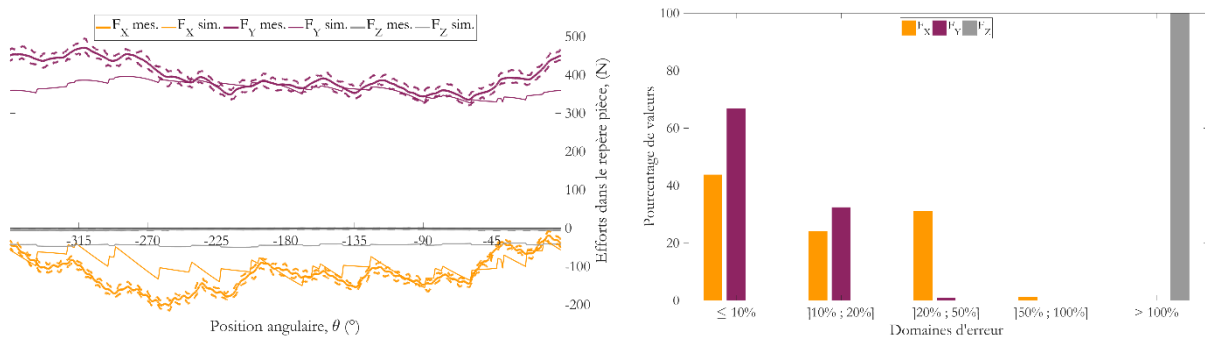 F_X mes. F_X sim. F_Y mes. F_Y sim. F_Z mes. F_Z sim.
500
400
300
200
100
0
-100
-200
-315 -270 -225 -180 -135 -90 -45
Efforts dans le repère pièce, (N)
Position angulaire, θ (°)
F_X F_Y F_Z
100
80
60
40
20
0
Pourcentage de valeurs
≤ 10% ]10% ; 20%] ]20% ; 50%] ]50% ; 100%] > 100%
Domaines d'erreur